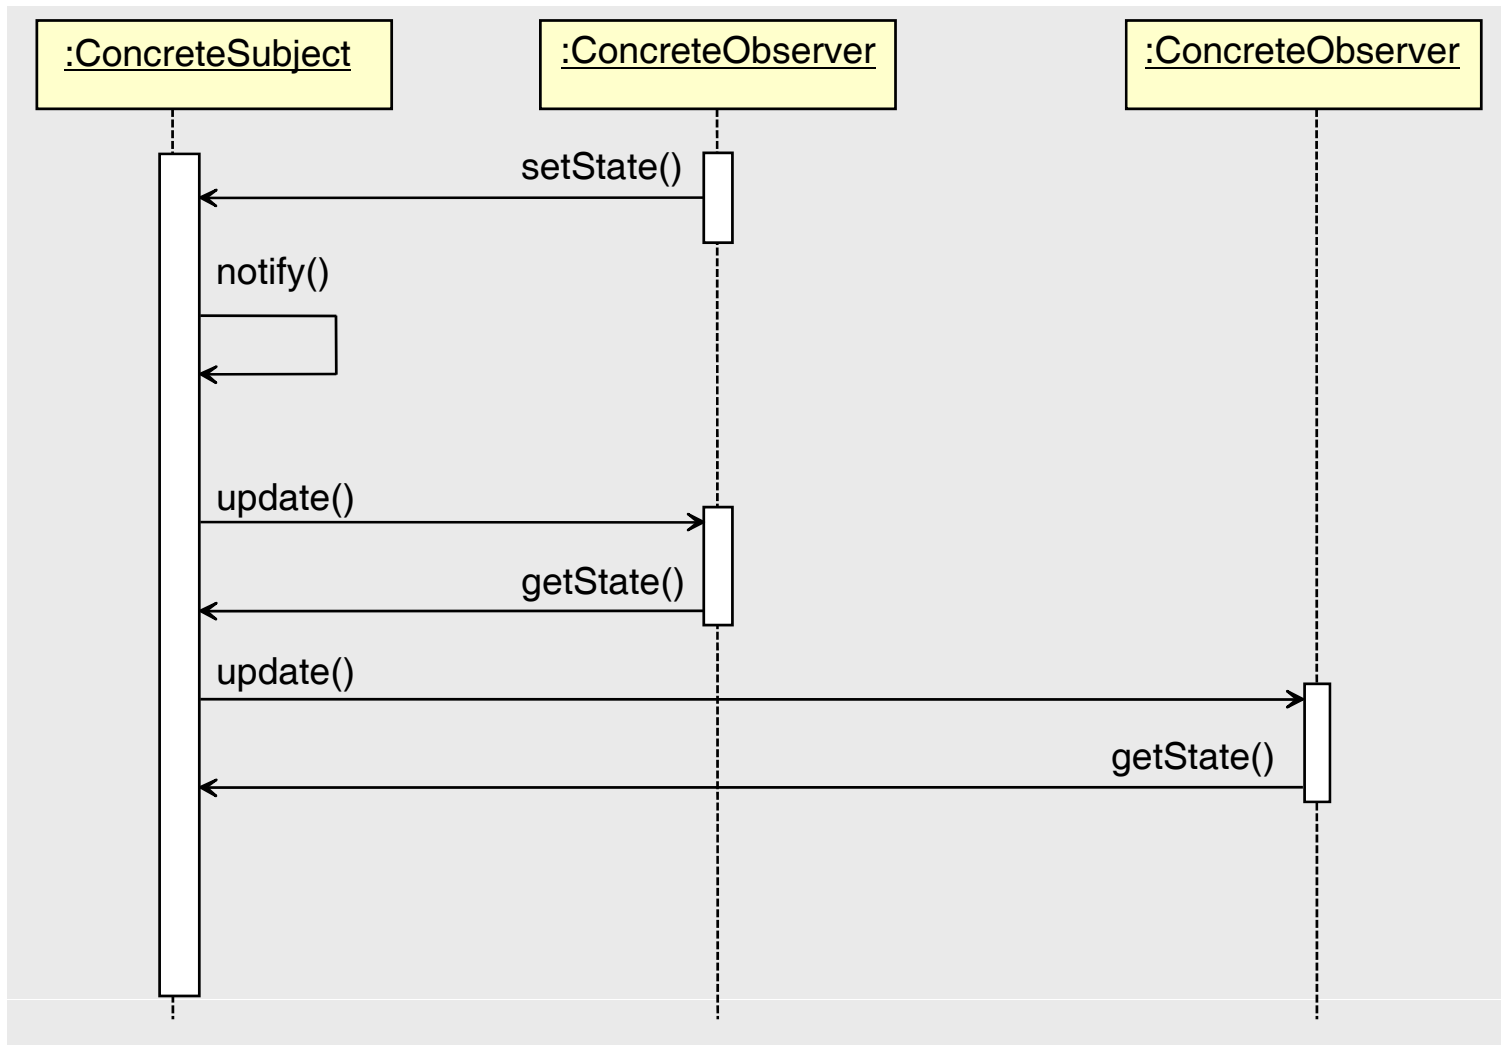 :ConcreteSubject
:ConcreteObserver
:ConcreteObserver
setState()
notify()
update()
getState()
update()
getState()